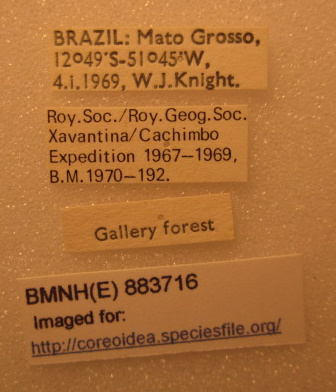 BRAZIL: Mato Grosso,
12°49'S-51°45'W,
4.i.1969, W.J.Knight.
Roy.Soc./Roy.Geog.Soc.
Xavantina/Cachimbo
Expedition 1967–1969,
B.M.1970–192.
Gallery forest
BMNH(E) 883716
Imaged for:
http://coreoidea.speciesfile.org/